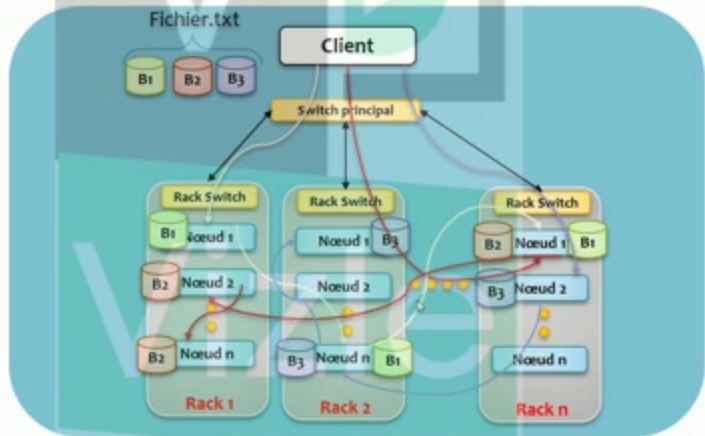 Fichier.txt
Client
B1 B2 B3
Switch principal
Rack Switch
Rack Switch
Rack Switch
B1 Nœud 1
Nœud 1 B3
B2 Nœud 1 B1
B2 Nœud 2
Nœud 2
B3 Nœud 2
B2 Nœud n
B3 Nœud n B1
Nœud n
Rack 1
Rack 2
Rack n
Vizle